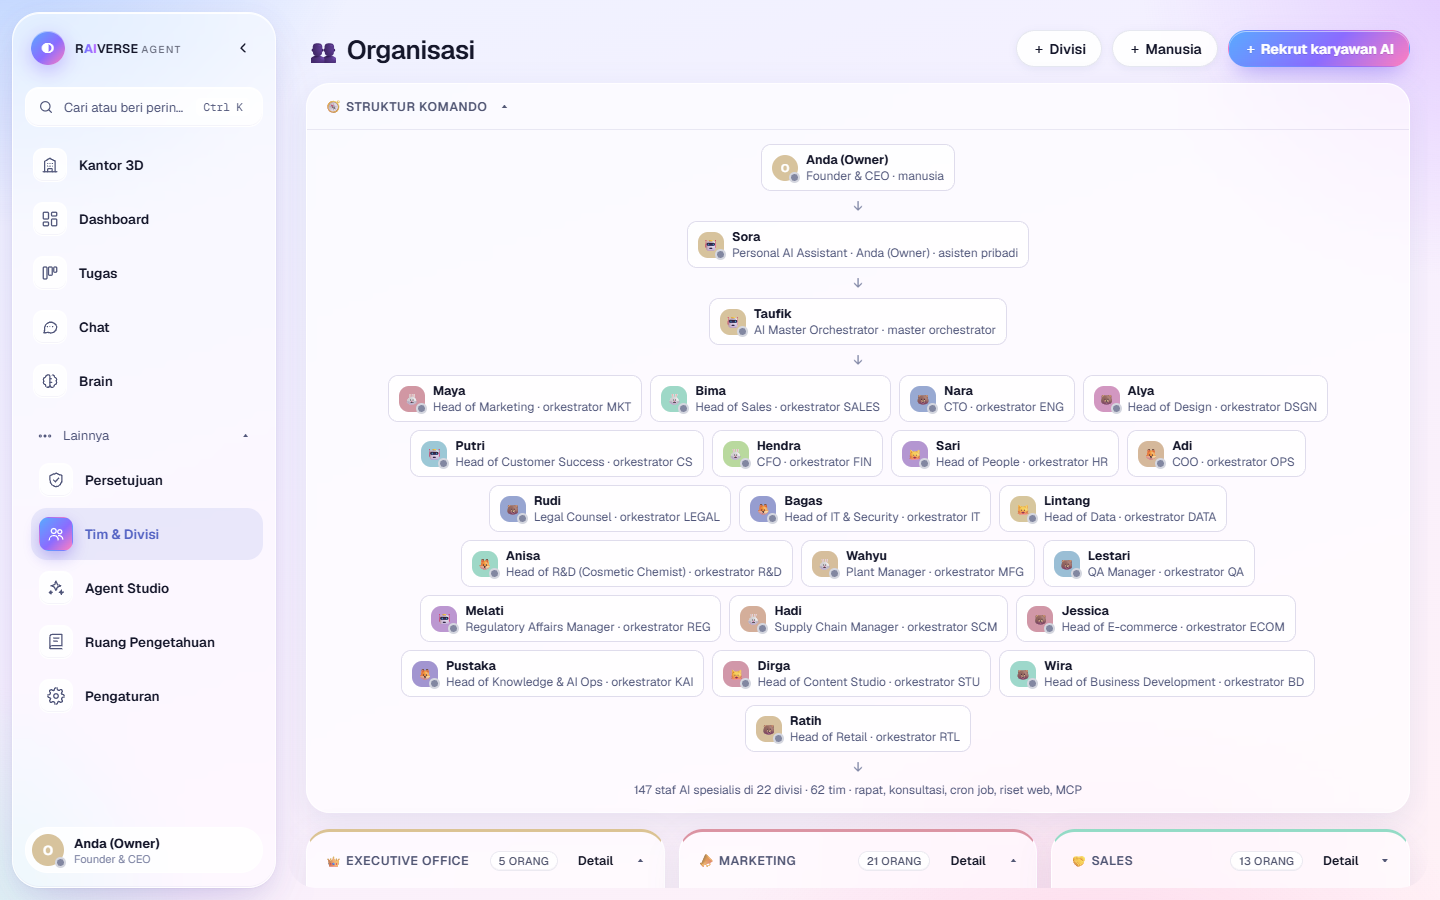 RAIVERSE AGENT
Cari atau beri perin... Ctrl K
Kantor 3D
Dashboard
Tugas
Chat
Brain
Lainnya
Persetujuan
Tim & Divisi
Agent Studio
Ruang Pengetahuan
Pengaturan
O
Anda (Owner)
Founder & CEO
Organisasi
+ Divisi
+ Manusia
+ Rekrut karyawan AI
STRUKTUR KOMANDO
O
Anda (Owner)
Founder & CEO · manusia
Sora
Personal AI Assistant · Anda (Owner) · asisten pribadi
Taufik
AI Master Orchestrator · master orchestrator
Maya
Head of Marketing · orkestrator MKT
Bima
Head of Sales · orkestrator SALES
Nara
CTO · orkestrator ENG
Alya
Head of Design · orkestrator DSGN
Putri
Head of Customer Success · orkestrator CS
Hendra
CFO · orkestrator FIN
Sari
Head of People · orkestrator HR
Adi
COO · orkestrator OPS
Rudi
Legal Counsel · orkestrator LEGAL
Bagas
Head of IT & Security · orkestrator IT
Lintang
Head of Data · orkestrator DATA
Anisa
Head of R&D (Cosmetic Chemist) · orkestrator R&D
Wahyu
Plant Manager · orkestrator MFG
Lestari
QA Manager · orkestrator QA
Melati
Regulatory Affairs Manager · orkestrator REG
Hadi
Supply Chain Manager · orkestrator SCM
Jessica
Head of E-commerce · orkestrator ECOM
Pustaka
Head of Knowledge & AI Ops · orkestrator KAI
Dirga
Head of Content Studio · orkestrator STU
Wira
Head of Business Development · orkestrator BD
Ratih
Head of Retail · orkestrator RTL
147 staf AI spesialis di 22 divisi · 62 tim · rapat, konsultasi, cron job, riset web, MCP
EXECUTIVE OFFICE 5 ORANG Detail
MARKETING 21 ORANG Detail
SALES 13 ORANG Detail